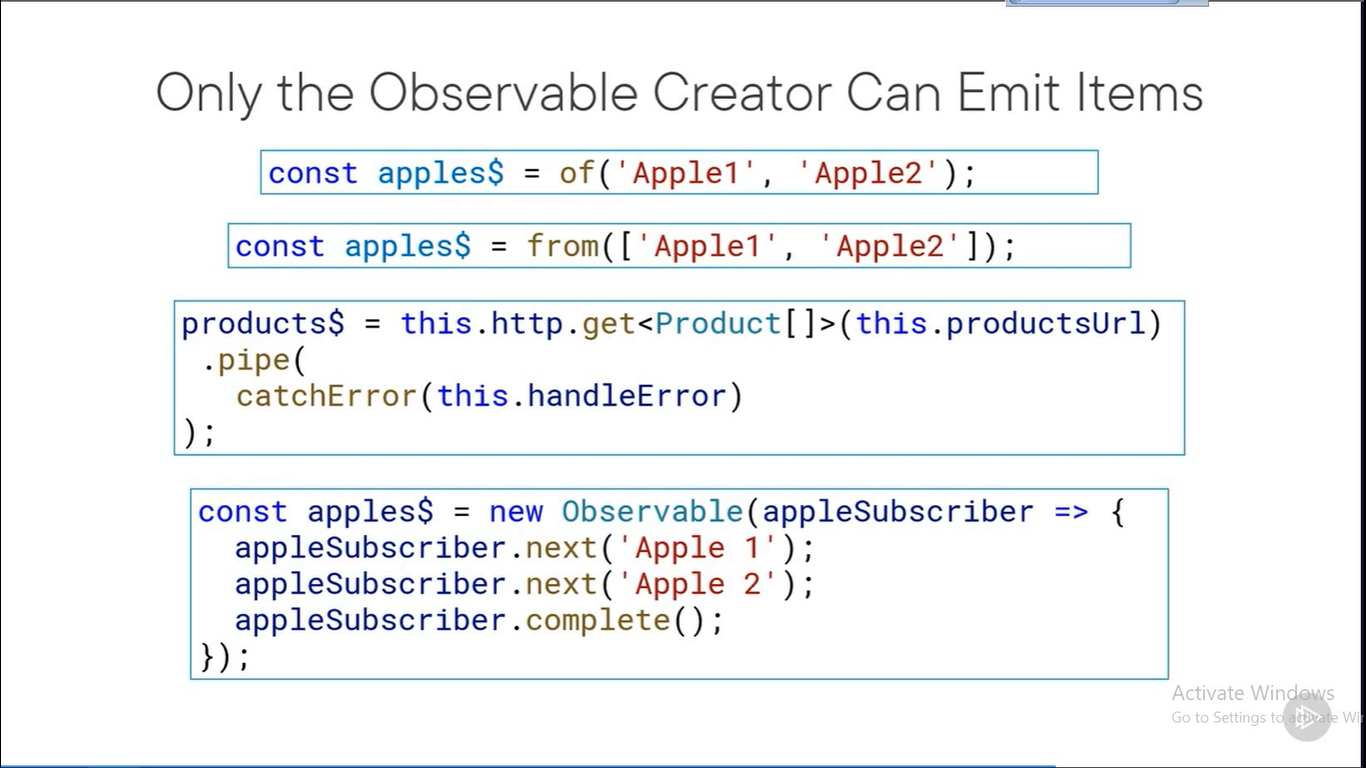 Only the Observable Creator Can Emit Items
const apples$ = of('Apple1', 'Apple2');
const apples$ = from(['Apple1', 'Apple2']);
products$ = this.http.get<Product[]>(this.productsUrl)
.pipe(
catchError(this.handleError)
);
const apples$ = new Observable(appleSubscriber => {
appleSubscriber.next('Apple 1');
appleSubscriber.next('Apple 2');
appleSubscriber.complete();
});
Activate Windows
Go to Settings to activate Wi